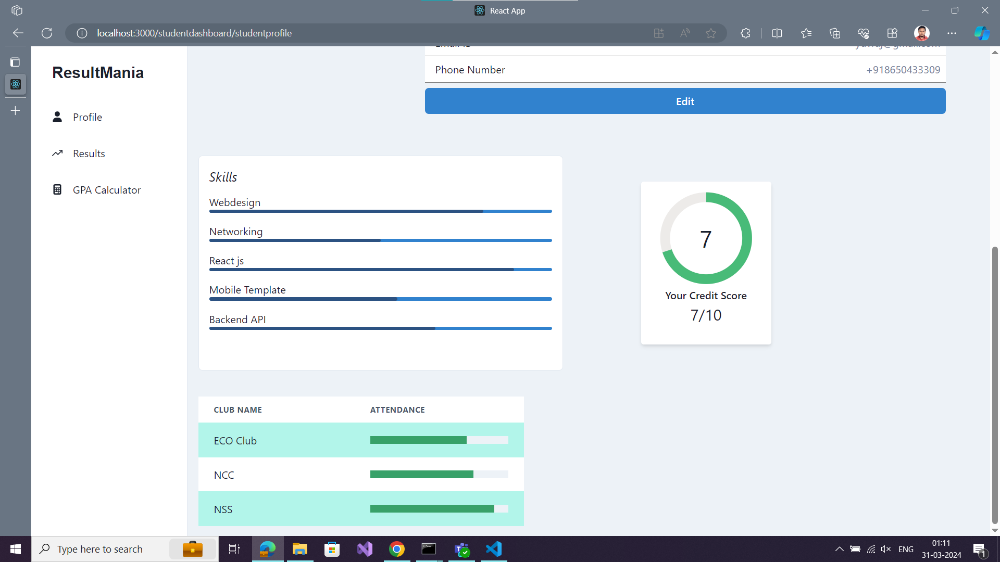 React App
localhost:3000/studentdashboard/studentprofile
ResultMania
Profile
Results
GPA Calculator
Phone Number +918650433309
Edit
Skills
Webdesign
Networking
React js
Mobile Template
Backend API
7
Your Credit Score
7/10
CLUB NAME ATTENDANCE
ECO Club
NCC
NSS
Type here to search
ENG
01:11
31-03-2024
1